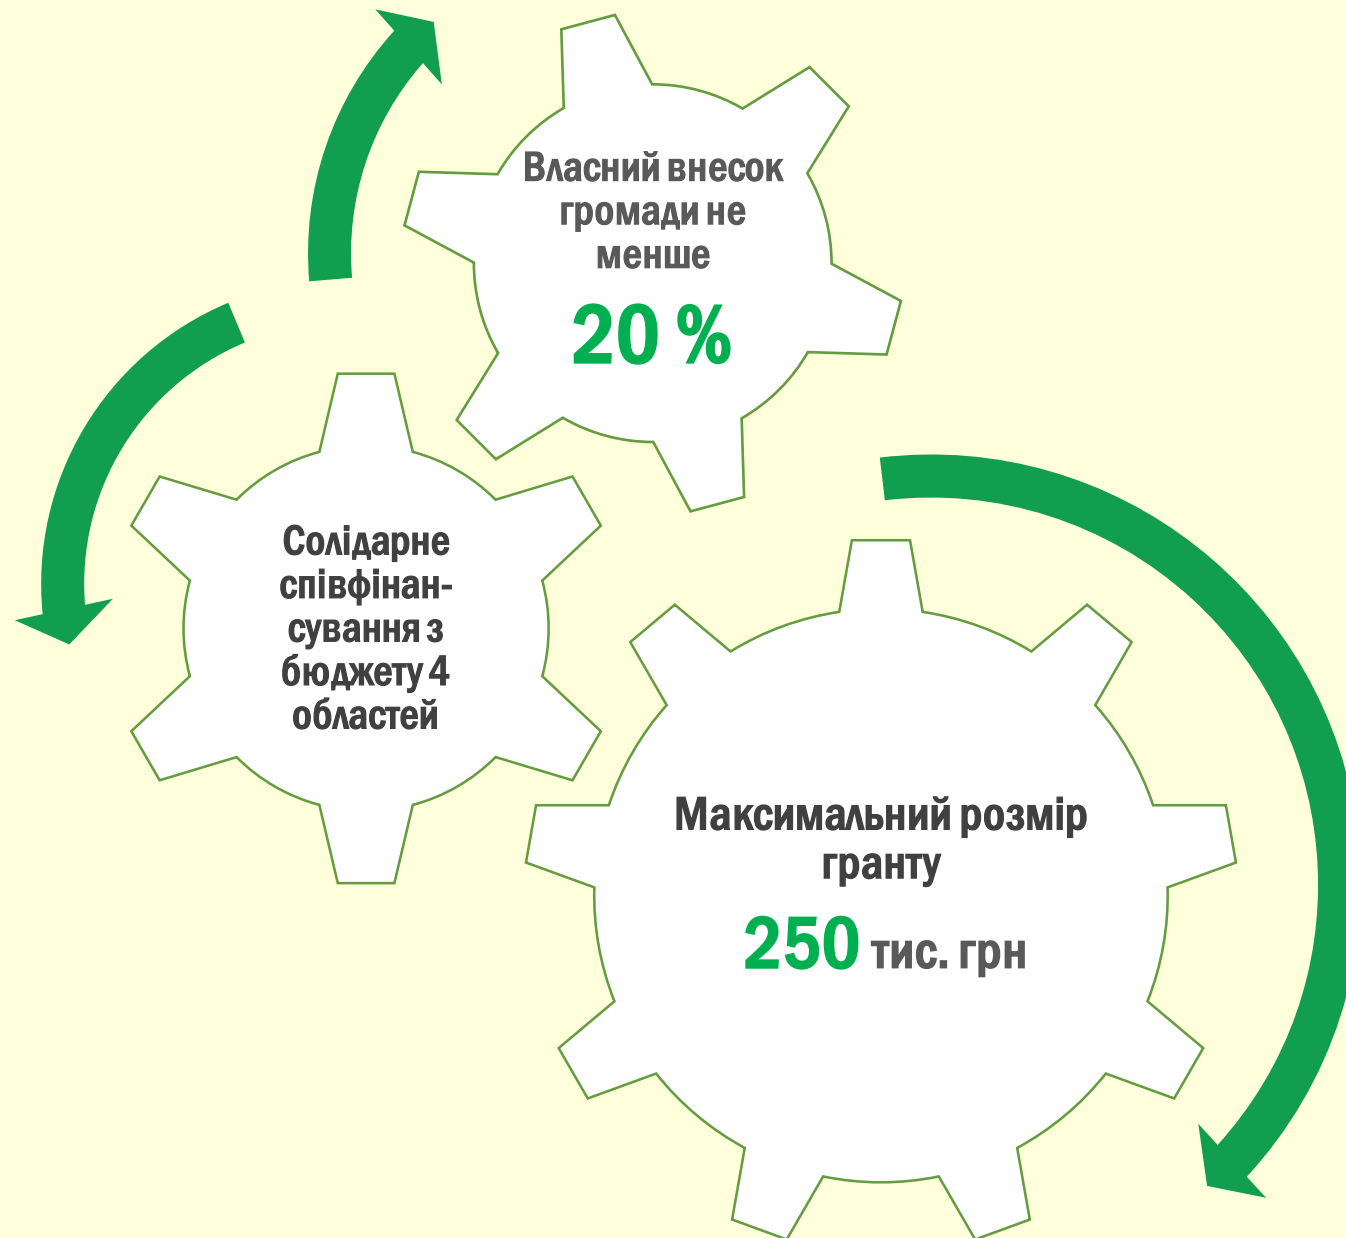 Власний внесок
громади не
менше
20 %
Солідарне
співфінан-
сування з
бюджету 4
областей
Максимальний розмір
гранту
250 тис. грн